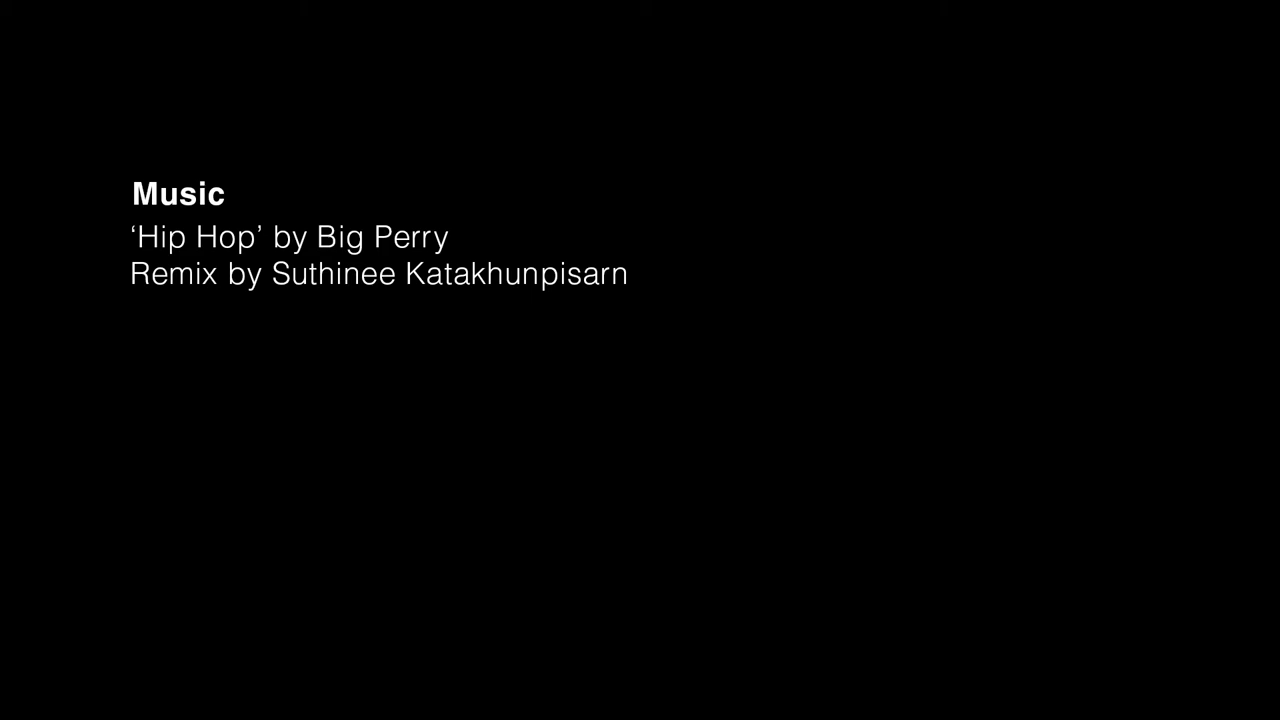 Music
‘Hip Hop’ by Big Perry
Remix by Suthinee Katakhunpisarn